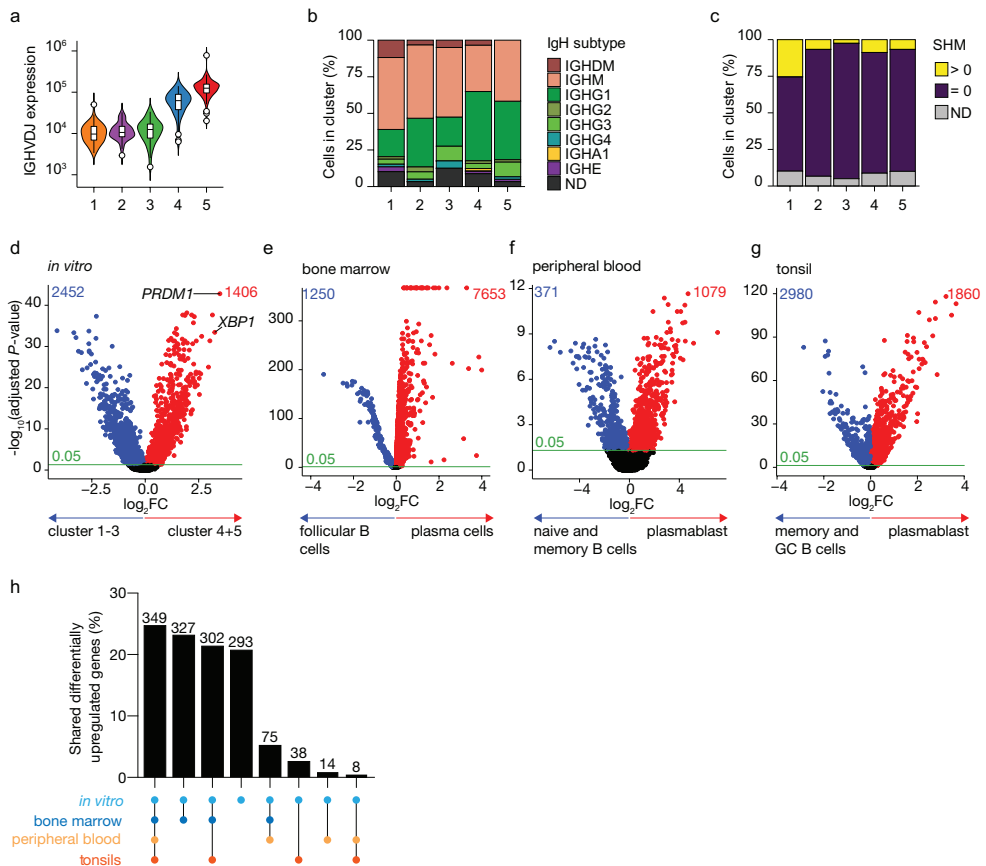 a
IGHVDJ expression
10⁶
10⁵
10⁴
10³
1 2 3 4 5
b
Cells in cluster (%)
100
75
50
25
0
1 2 3 4 5
IgH subtype
IGHDM
IGHM
IGHG1
IGHG2
IGHG3
IGHG4
IGHA1
IGHE
ND
c
Cells in cluster (%)
100
75
50
25
0
1 2 3 4 5
SHM
> 0
= 0
ND
d
in vitro
2452
PRDM1
1406
XBP1
-log₁₀(adjusted P-value)
40
30
20
10
0
0.05
−2.5 0.0 2.5
log₂FC
cluster 1-3
cluster 4+5
e
bone marrow
1250
7653
300
200
100
0
0.05
−4 −2 0 2 4
log₂FC
follicular B
cells
plasma cells
f
peripheral blood
371
1079
12
9
6
3
0
0.05
−4 0 4
log₂FC
naive and
memory B cells
plasmablast
g
tonsil
2980
1860
120
90
60
30
0
0.05
−4 −2 0 2 4
log₂FC
memory and
GC B cells
plasmablast
h
Shared differentially
upregulated genes (%)
30
20
10
0
349 327 302 293 75 38 14 8
in vitro
bone marrow
peripheral blood
tonsils